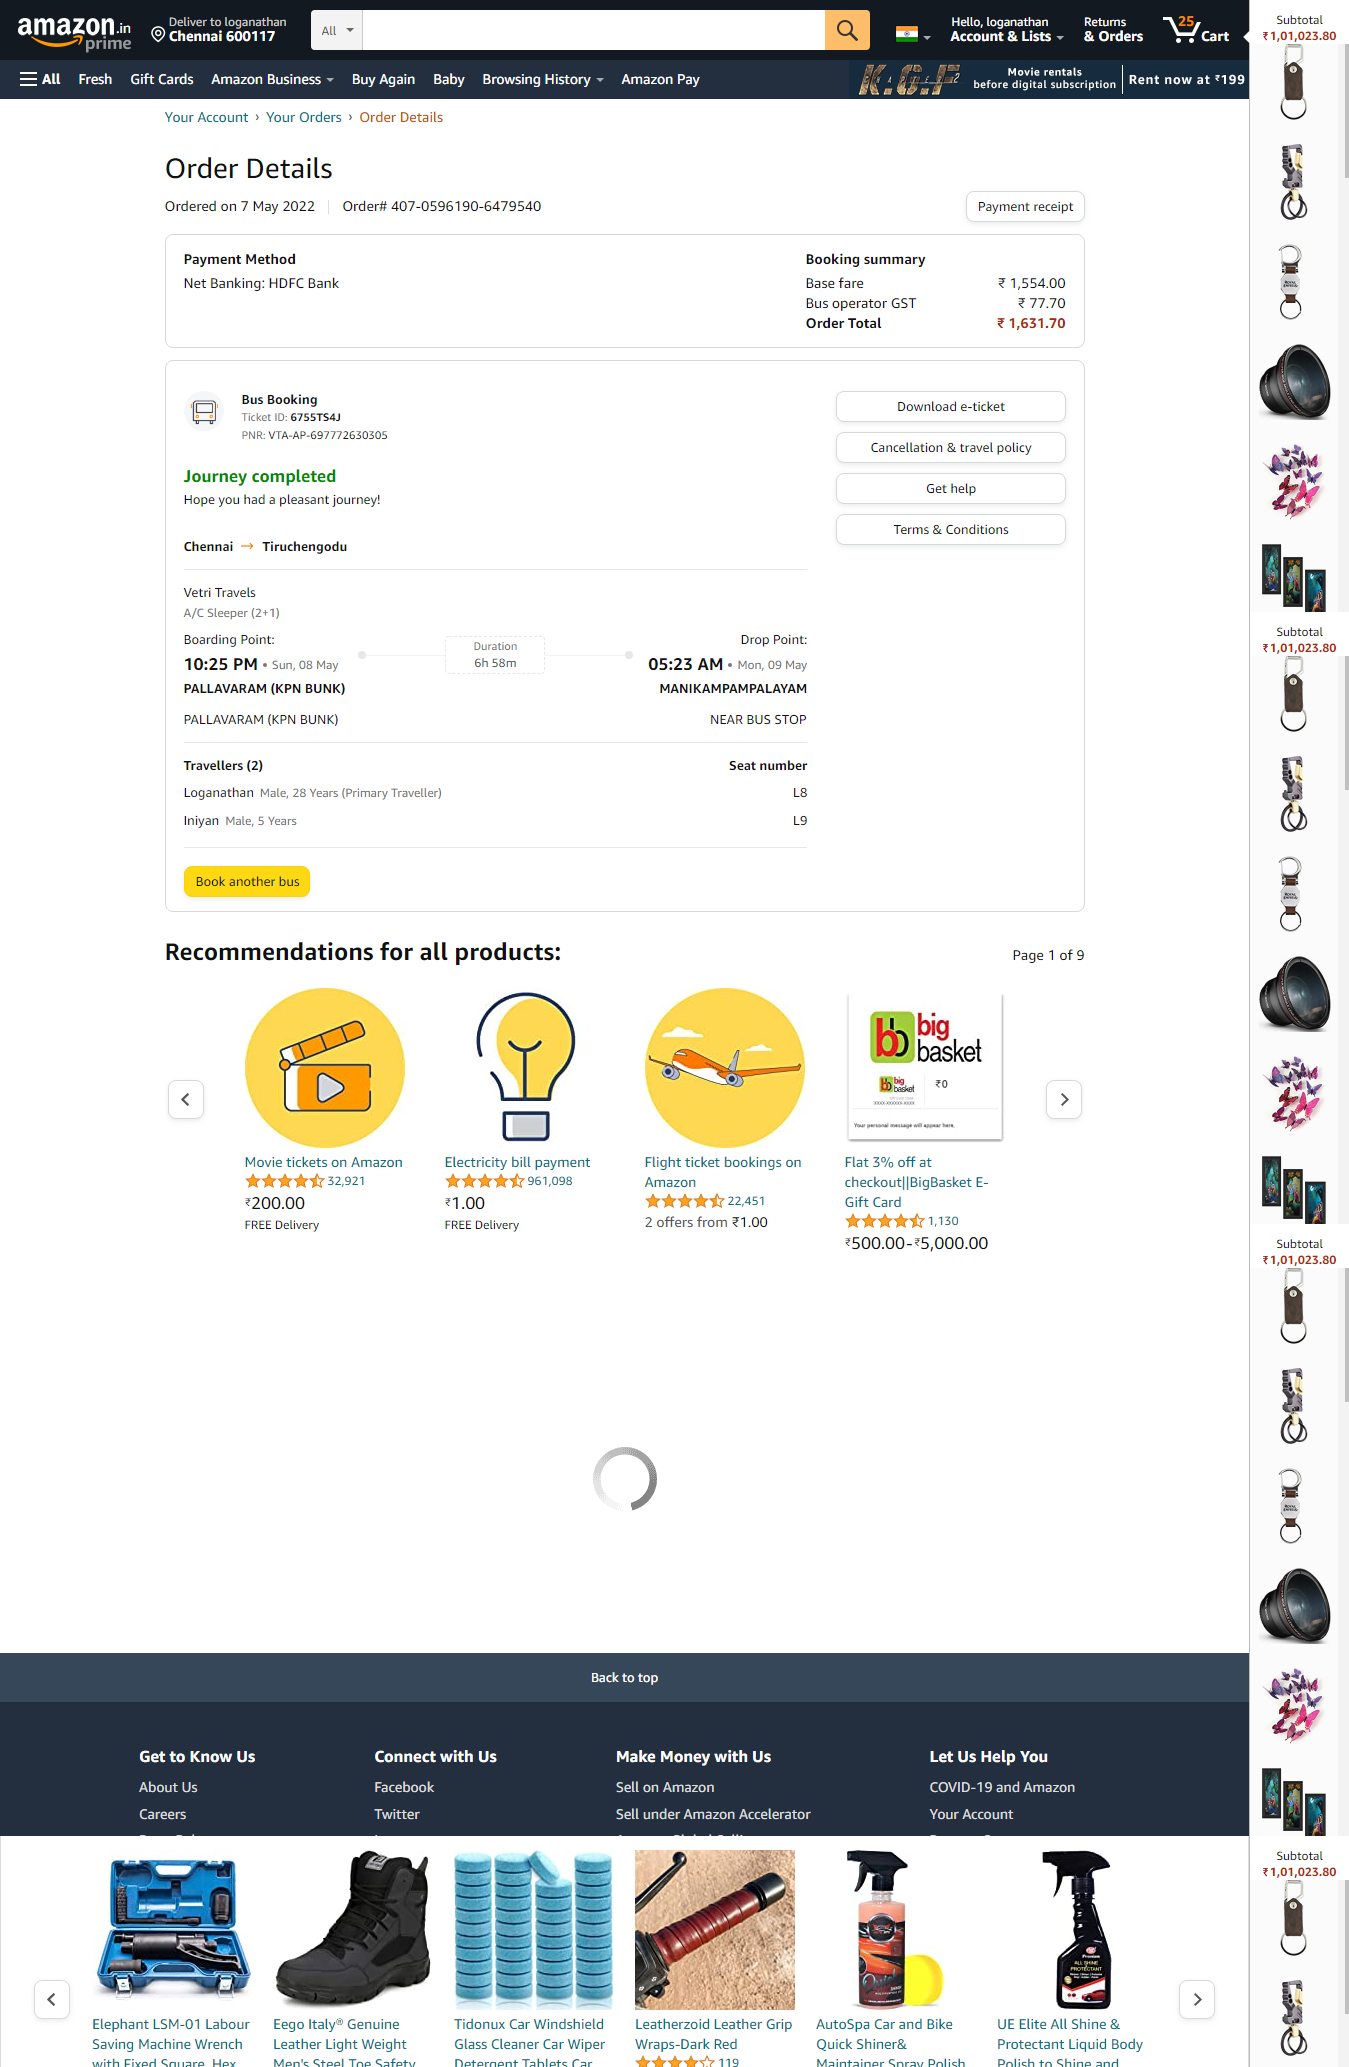 amazon.in
prime
Deliver to loganathan
Chennai 600117
All
Hello, loganathan
Account & Lists
Returns
& Orders
25
Cart
All
Fresh
Gift Cards
Amazon Business
Buy Again
Baby
Browsing History
Amazon Pay
K.G.F 2
Movie rentals
before digital subscription
Rent now at ₹199
Your Account › Your Orders › Order Details
Order Details
Ordered on 7 May 2022
Order# 407-0596190-6479540
Payment receipt
Payment Method
Net Banking: HDFC Bank
Booking summary
Base fare ₹ 1,554.00
Bus operator GST ₹ 77.70
Order Total ₹ 1,631.70
Bus Booking
Ticket ID: 6755TS4J
PNR: VTA-AP-697772630305
Download e-ticket
Cancellation & travel policy
Get help
Terms & Conditions
Journey completed
Hope you had a pleasant journey!
Chennai → Tiruchengodu
Vetri Travels
A/C Sleeper (2+1)
Boarding Point:
Drop Point:
Duration
6h 58m
10:25 PM • Sun, 08 May
05:23 AM • Mon, 09 May
PALLAVARAM (KPN BUNK)
MANIKAMPAMPALAYAM
PALLAVARAM (KPN BUNK)
NEAR BUS STOP
Travellers (2)
Seat number
Loganathan Male, 28 Years (Primary Traveller) L8
Iniyan Male, 5 Years L9
Book another bus
Recommendations for all products:
Page 1 of 9
big
basket
big
basket
₹0
Your personal message will appear here.
Movie tickets on Amazon
32,921
₹200.00
FREE Delivery
Electricity bill payment
961,098
₹1.00
FREE Delivery
Flight ticket bookings on
Amazon
22,451
2 offers from ₹1.00
Flat 3% off at
checkout||BigBasket E-
Gift Card
1,130
₹500.00-₹5,000.00
Back to top
Get to Know Us
About Us
Careers
Connect with Us
Facebook
Twitter
Make Money with Us
Sell on Amazon
Sell under Amazon Accelerator
Let Us Help You
COVID-19 and Amazon
Your Account
Elephant LSM-01 Labour
Saving Machine Wrench
with Fixed Square, Hex
Eego Italy® Genuine
Leather Light Weight
Men's Steel Toe Safety
Tidonux Car Windshield
Glass Cleaner Car Wiper
Detergent Tablets Car
Leatherzoid Leather Grip
Wraps-Dark Red
119
AutoSpa Car and Bike
Quick Shiner&
Maintainer Spray Polish
ALL SHINE
PROTECTANT
UE Elite All Shine &
Protectant Liquid Body
Polish to Shine and
Subtotal
₹1,01,023.80
Subtotal
₹1,01,023.80
Subtotal
₹1,01,023.80
Subtotal
₹1,01,023.80